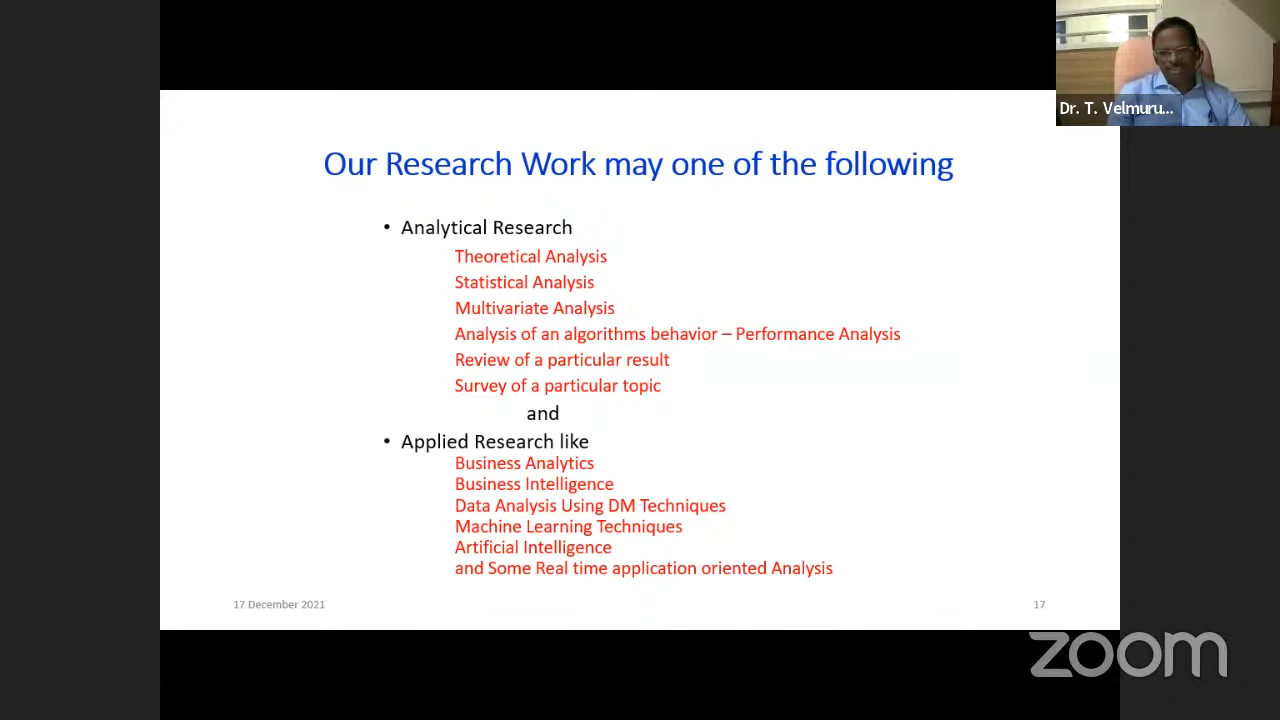 Dr. T. Velmuru...
Our Research Work may one of the following
• Analytical Research
Theoretical Analysis
Statistical Analysis
Multivariate Analysis
Analysis of an algorithms behavior – Performance Analysis
Review of a particular result
Survey of a particular topic
and
• Applied Research like
Business Analytics
Business Intelligence
Data Analysis Using DM Techniques
Machine Learning Techniques
Artificial Intelligence
and Some Real time application oriented Analysis
17 December 2021
17
zoom